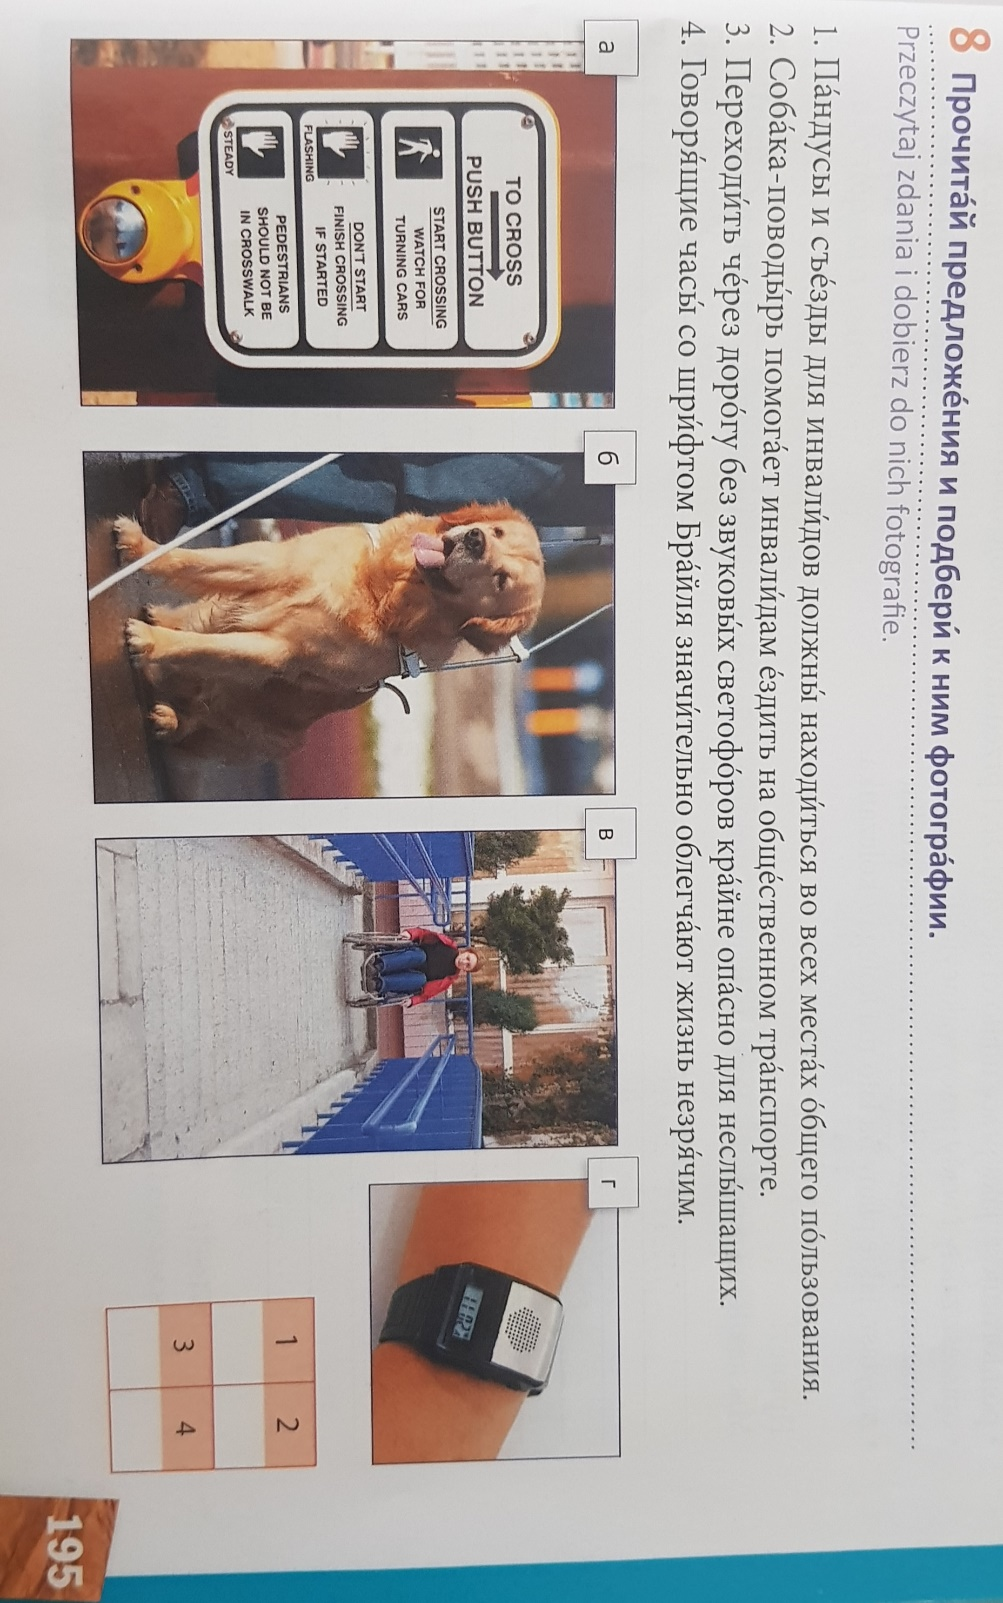 8 Прочита́й предложе́ния и подбери́ к ним фотогра́фии.
Przeczytaj zdania i dobierz do nich fotografie.
1. Па́ндусы и съе́зды для инвали́дов должны́ находи́ться во всех места́х о́бщего по́льзования.
2. Соба́ка-поводы́рь помога́ет инвали́дам е́здить на обще́ственном тра́нспорте.
3. Переходи́ть че́рез доро́гу без звуковы́х светофо́ров кра́йне опа́сно для неслы́шащих.
4. Говоря́щие часы́ со шри́фтом Бра́йля значи́тельно облегча́ют жизнь незря́чим.
а
TO CROSS
PUSH BUTTON
START CROSSING
WATCH FOR
TURNING CARS
DON'T START
FINISH CROSSING
IF STARTED
FLASHING
PEDESTRIANS
SHOULD NOT BE
IN CROSSWALK
STEADY
б
в
г
1 2
3 4
195